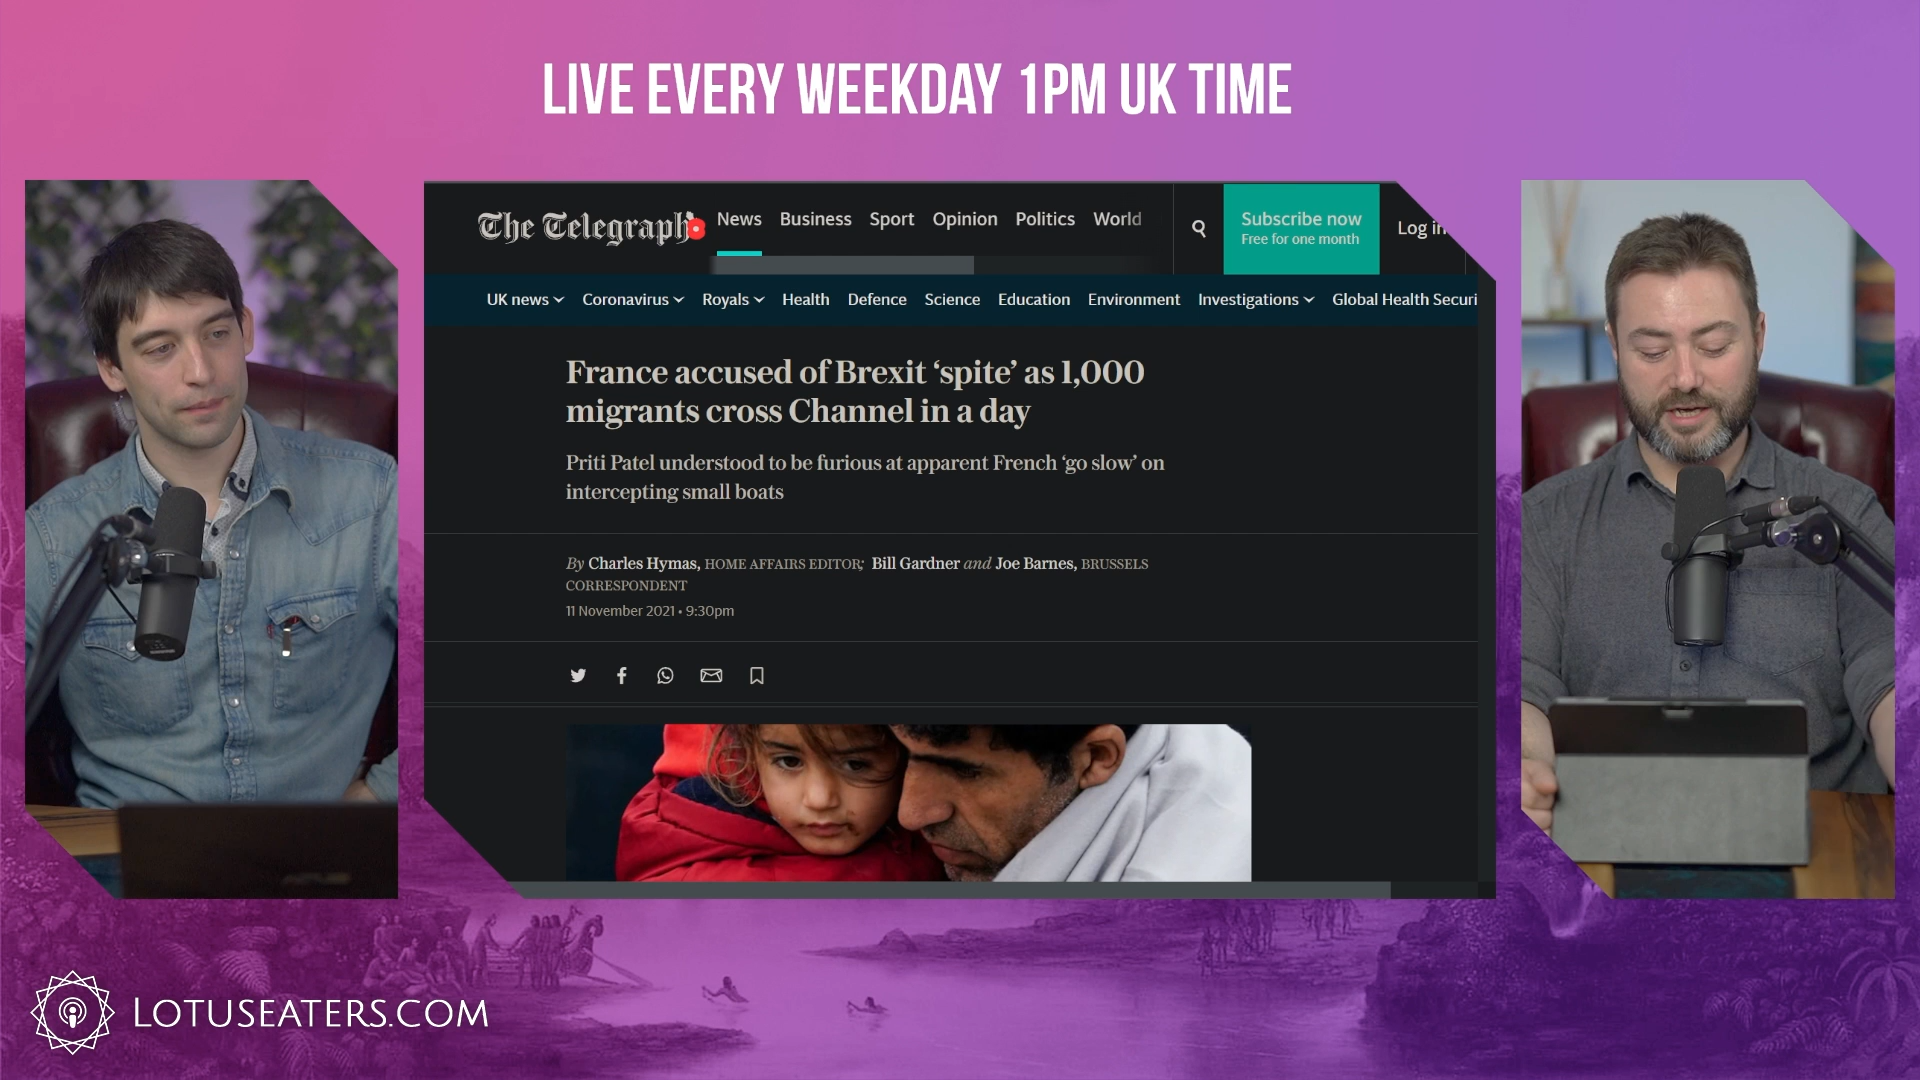 LIVE EVERY WEEKDAY 1PM UK TIME
The Telegraph
News Business Sport Opinion Politics World
Subscribe now
Free for one month
Log in
UK news Coronavirus Royals Health Defence Science Education Environment Investigations Global Health Securi
France accused of Brexit ‘spite’ as 1,000
migrants cross Channel in a day
Priti Patel understood to be furious at apparent French ‘go slow’ on
intercepting small boats
By Charles Hymas, HOME AFFAIRS EDITOR; Bill Gardner and Joe Barnes, BRUSSELS
CORRESPONDENT
11 November 2021 • 9:30pm
LOTUSEATERS.COM